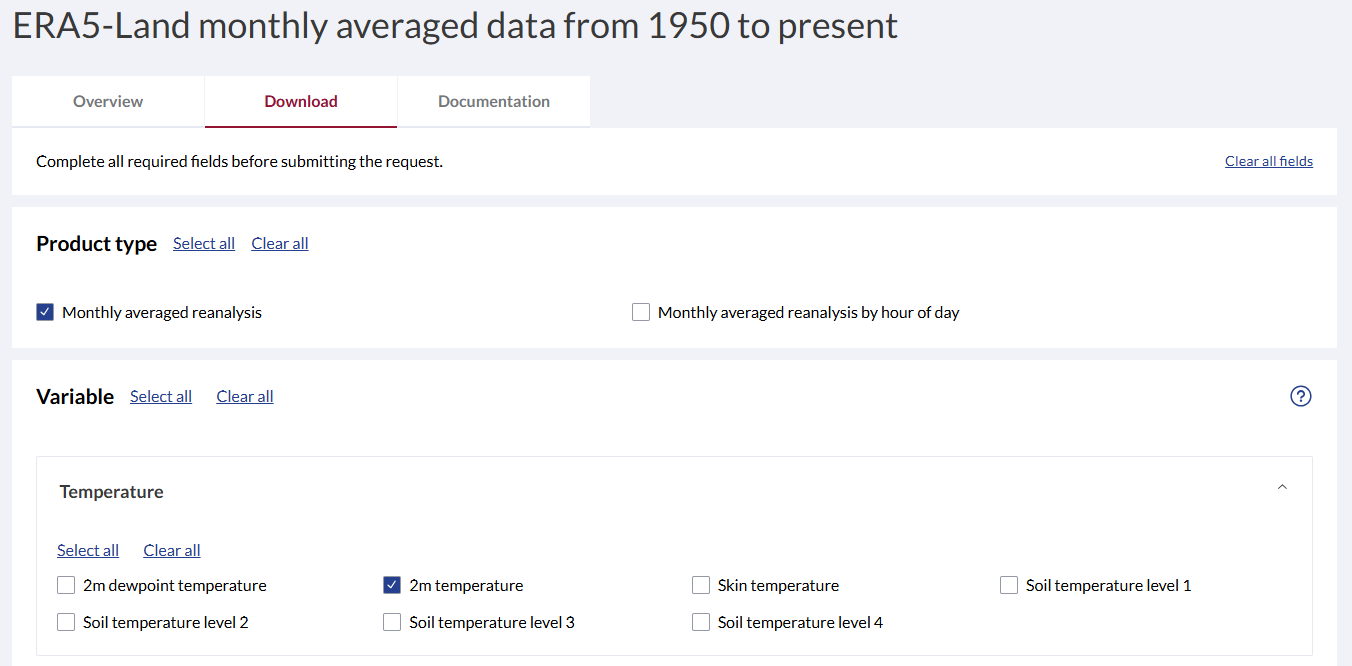 ERA5-Land monthly averaged data from 1950 to present
Overview Download Documentation
Complete all required fields before submitting the request. Clear all fields
Product type Select all Clear all
Monthly averaged reanalysis Monthly averaged reanalysis by hour of day
Variable Select all Clear all ?
Temperature
Select all Clear all
2m dewpoint temperature 2m temperature Skin temperature Soil temperature level 1
Soil temperature level 2 Soil temperature level 3 Soil temperature level 4